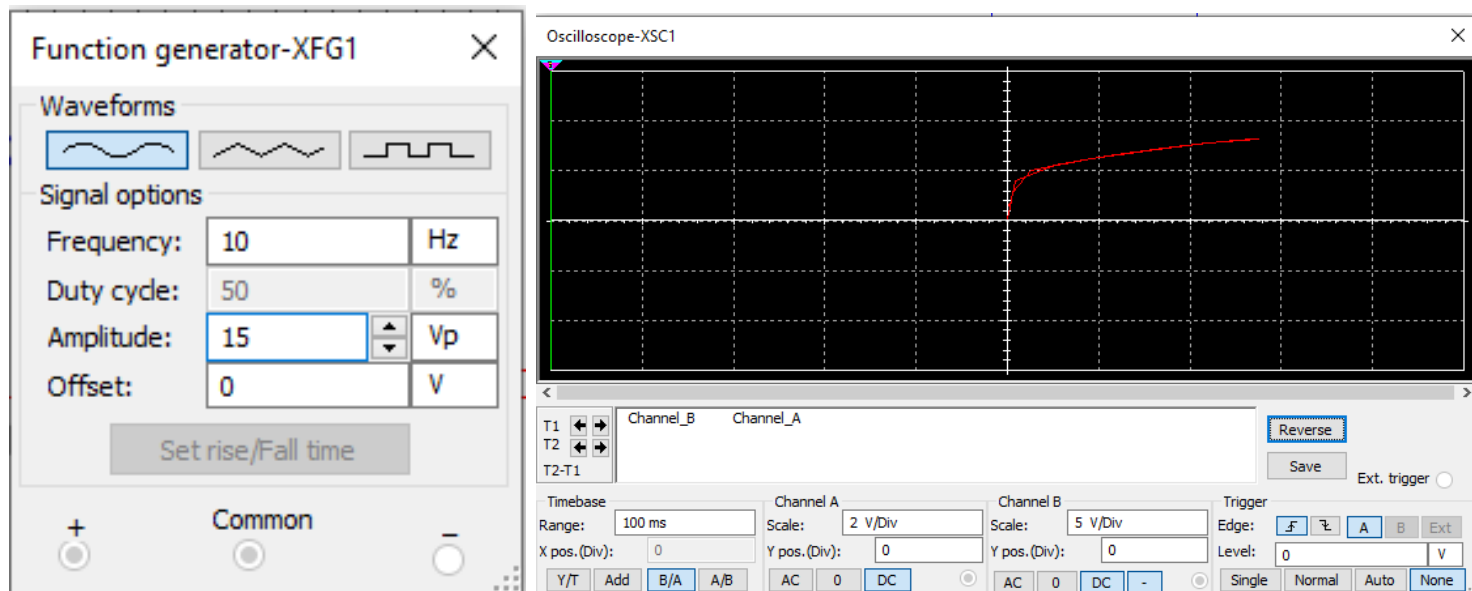 Function generator-XFG1
Waveforms
Signal options
Frequency: 10 Hz
Duty cycle: 50 %
Amplitude: 15 Vp
Offset: 0 V
Set rise/Fall time
+ Common −
Oscilloscope-XSC1
T1
T2
T2-T1
Channel_B Channel_A
Reverse
Save
Ext. trigger
Timebase
Range: 100 ms
X pos.(Div): 0
Y/T Add B/A A/B
Channel A
Scale: 2 V/Div
Y pos.(Div): 0
AC 0 DC
Channel B
Scale: 5 V/Div
Y pos.(Div): 0
AC 0 DC -
Trigger
Edge: A B Ext
Level: 0 V
Single Normal Auto None